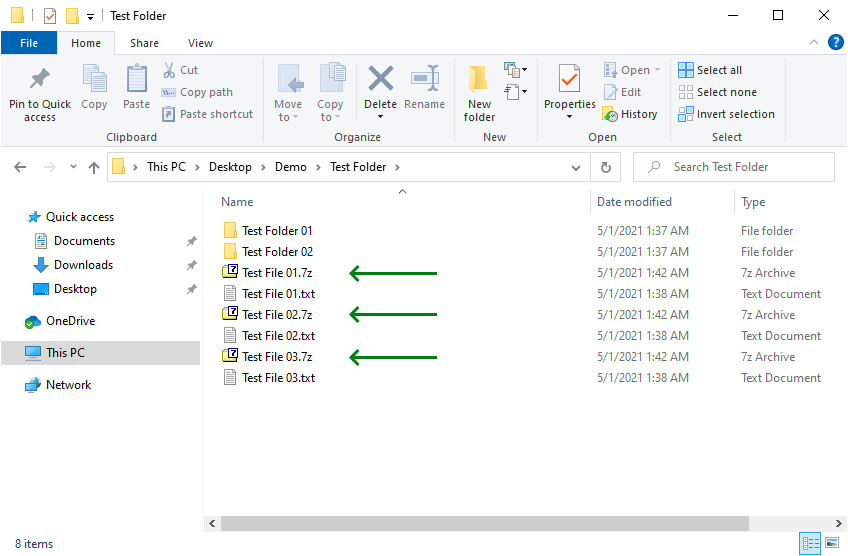 Test Folder
File Home Share View
Pin to Quick access
Copy
Paste
Cut
Copy path
Paste shortcut
Clipboard
Move to
Copy to
Delete
Rename
Organize
New folder
New
Properties
Open
Edit
History
Open
Select all
Select none
Invert selection
Select
This PC > Desktop > Demo > Test Folder >
Search Test Folder
Name Date modified Type
Quick access
Documents
Downloads
Desktop
OneDrive
This PC
Network
Test Folder 01 5/1/2021 1:37 AM File folder
Test Folder 02 5/1/2021 1:37 AM File folder
Test File 01.7z 5/1/2021 1:42 AM 7z Archive
Test File 01.txt 5/1/2021 1:38 AM Text Document
Test File 02.7z 5/1/2021 1:42 AM 7z Archive
Test File 02.txt 5/1/2021 1:38 AM Text Document
Test File 03.7z 5/1/2021 1:42 AM 7z Archive
Test File 03.txt 5/1/2021 1:38 AM Text Document
8 items